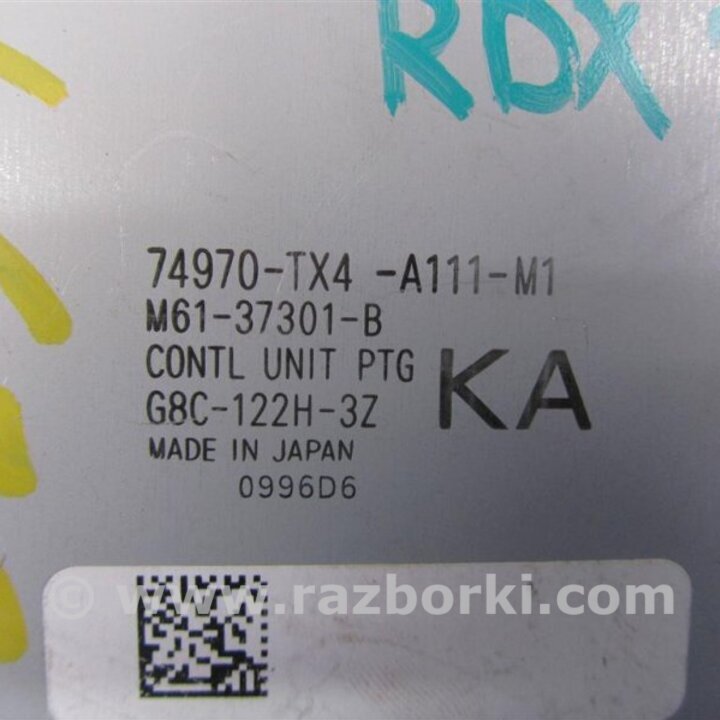 RDX
74970-TX4 -A111-M1
M61-37301-B
CONTL UNIT PTG
G8C-122H-3Z
KA
MADE IN JAPAN
0996D6
© www.razborki.com